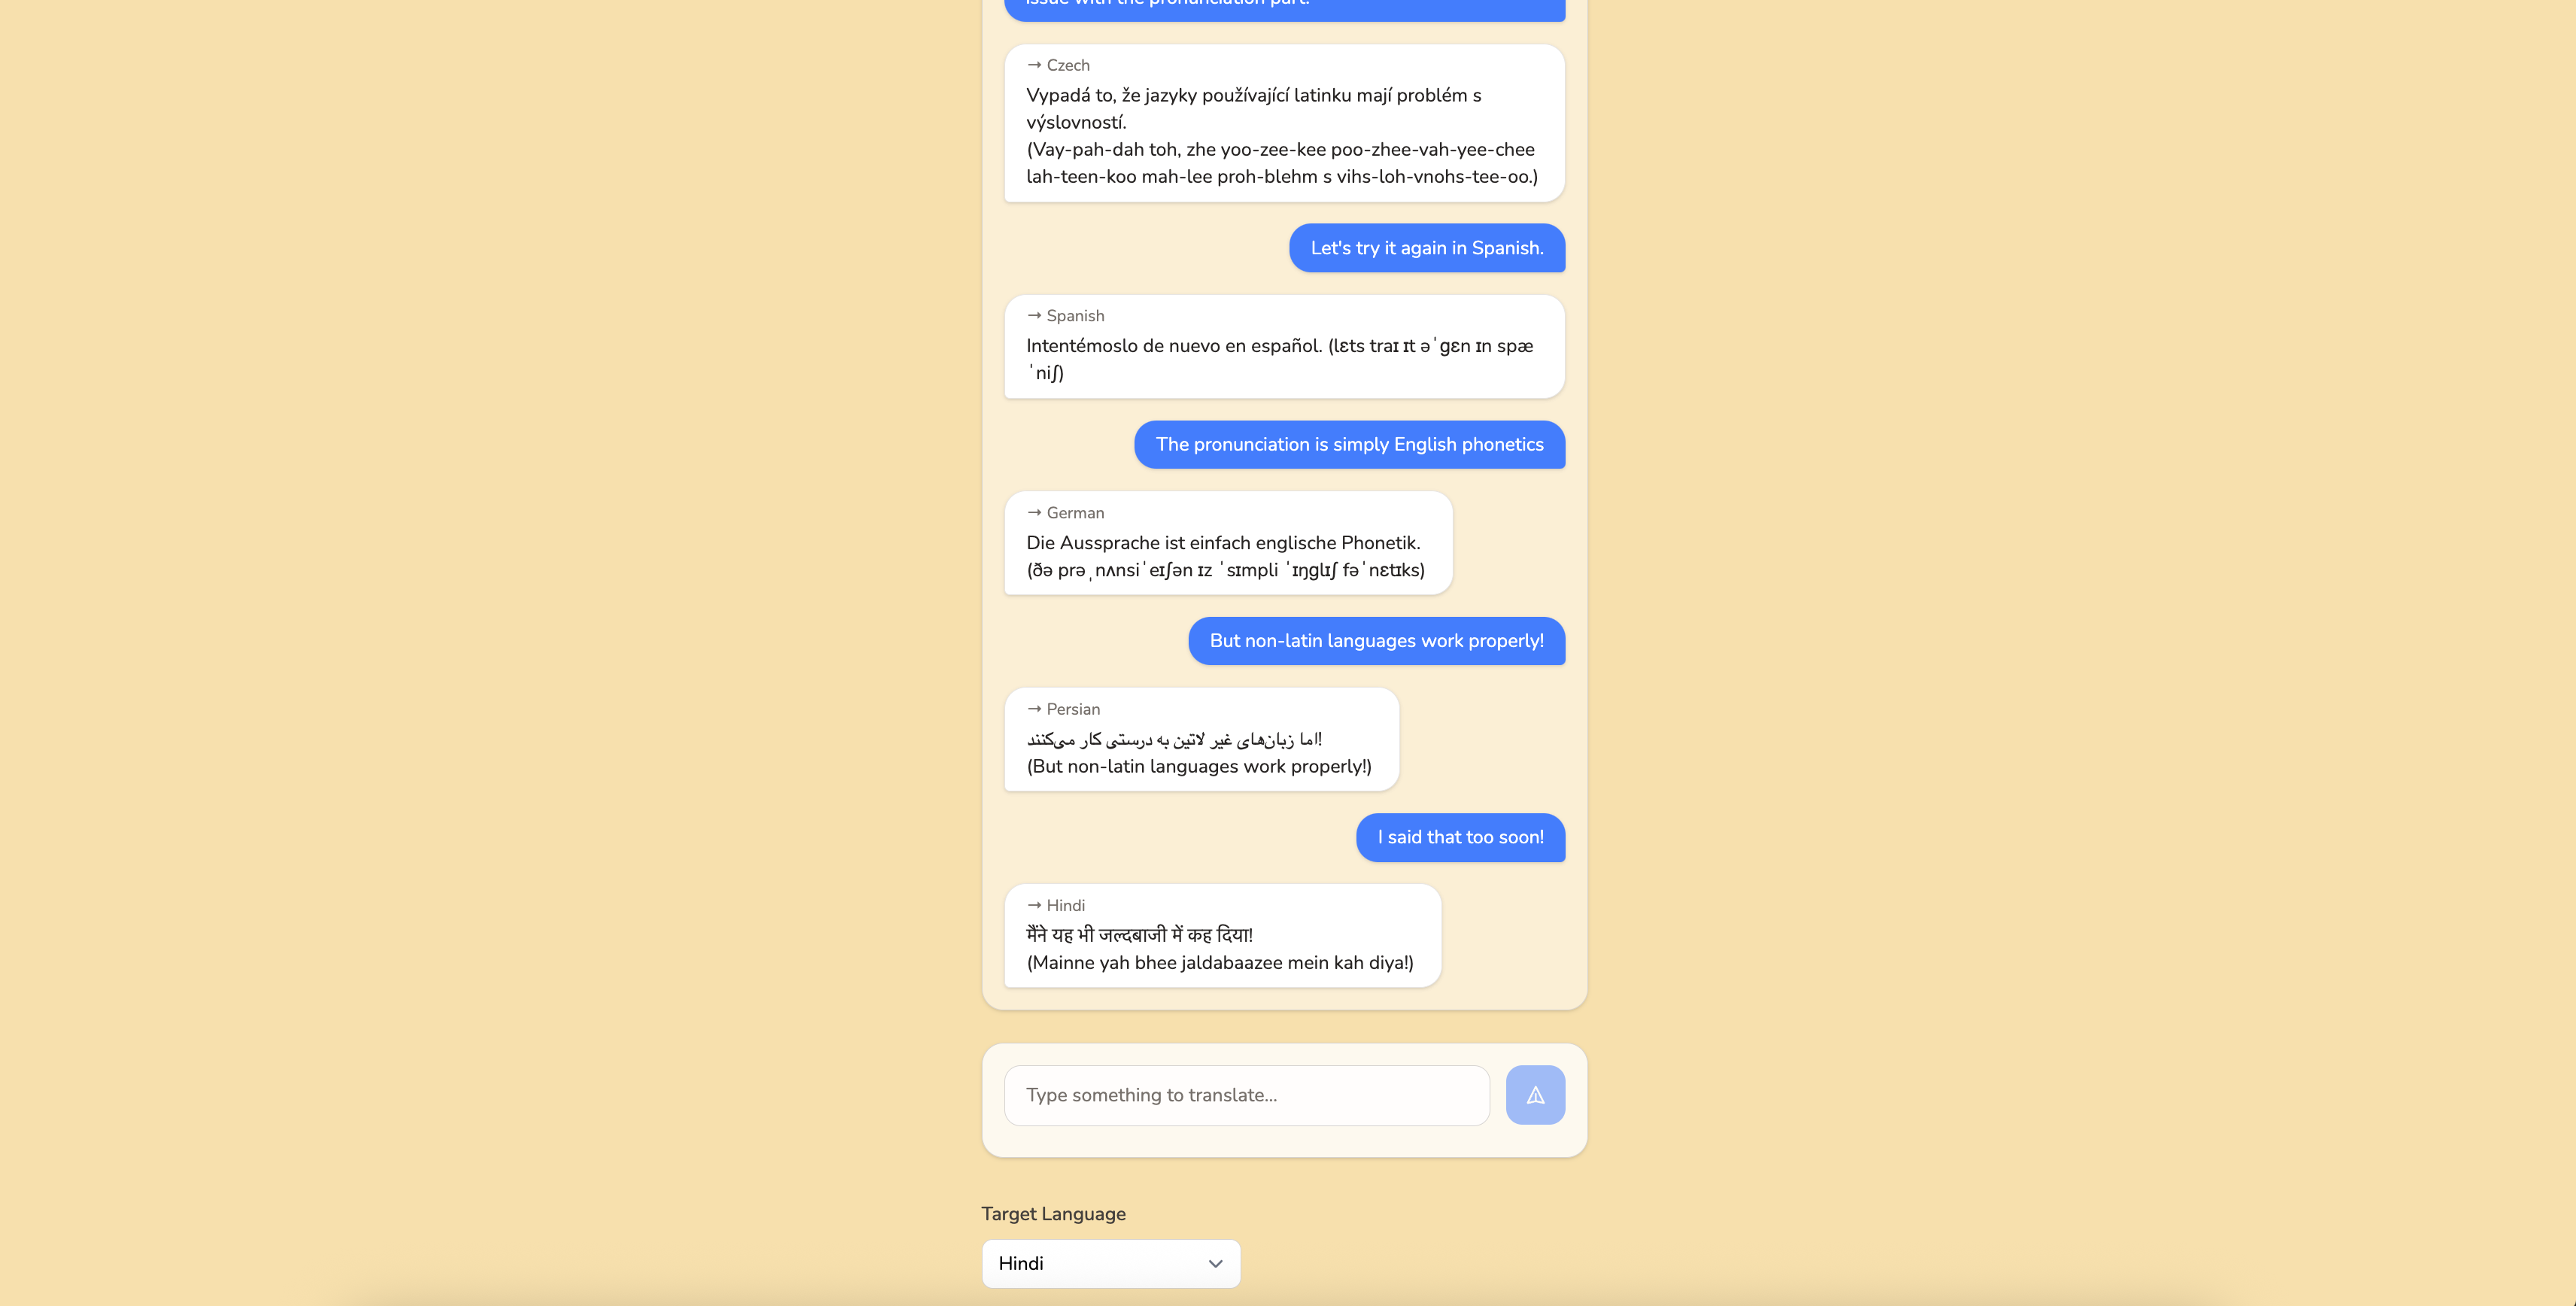 issue with the pronunciation part.
→ Czech
Vypadá to, že jazyky používající latinku mají problém s
výslovností.
(Vay-pah-dah toh, zhe yoo-zee-kee poo-zhee-vah-yee-chee
lah-teen-koo mah-lee proh-blehm s vihs-loh-vnohs-tee-oo.)
Let's try it again in Spanish.
→ Spanish
Intentémoslo de nuevo en español. (lɛts traɪ ɪt əˈɡɛn ɪn spæ
ˈniʃ)
The pronunciation is simply English phonetics
→ German
Die Aussprache ist einfach englische Phonetik.
(ðə prəˌnʌnsiˈeɪʃən ɪz ˈsɪmpli ˈɪŋɡlɪʃ fəˈnɛtɪks)
But non-latin languages work properly!
→ Persian
اما زبان‌های غیر لاتین به درستی کار می‌کنند!
(But non-latin languages work properly!)
I said that too soon!
→ Hindi
मैंने यह भी जल्दबाजी में कह दिया!
(Mainne yah bhee jaldabaazee mein kah diya!)
Type something to translate...
Target Language
Hindi